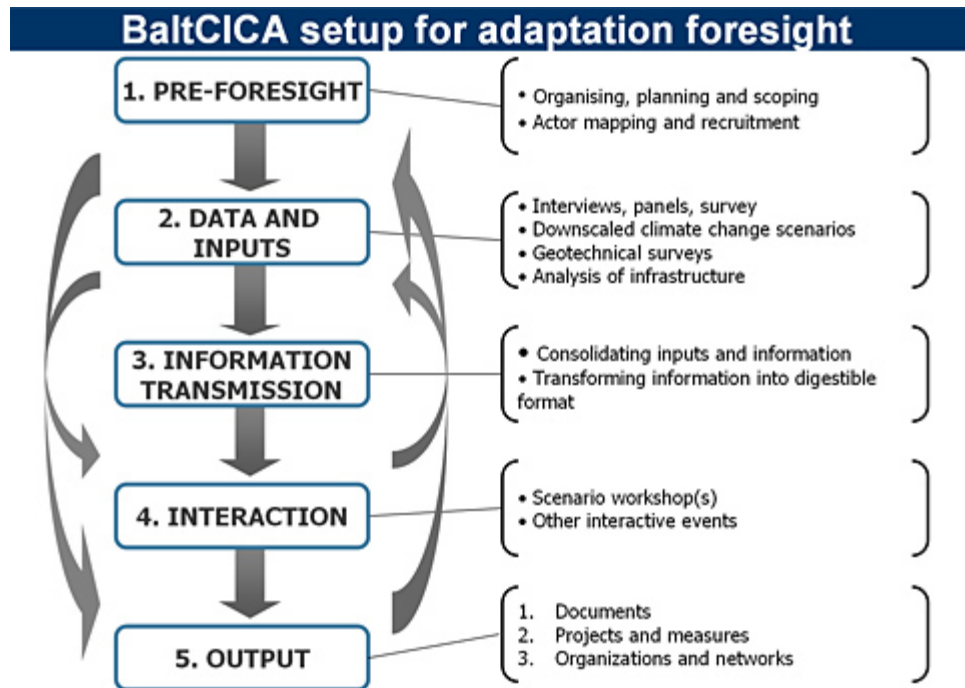 BaltCICA setup for adaptation foresight
1. PRE-FORESIGHT
• Organising, planning and scoping
• Actor mapping and recruitment
2. DATA AND
INPUTS
• Interviews, panels, survey
• Downscaled climate change scenarios
• Geotechnical surveys
• Analysis of infrastructure
3. INFORMATION
TRANSMISSION
• Consolidating inputs and information
• Transforming information into digestible
format
4. INTERACTION
• Scenario workshop(s)
• Other interactive events
5. OUTPUT
1. Documents
2. Projects and measures
3. Organizations and networks